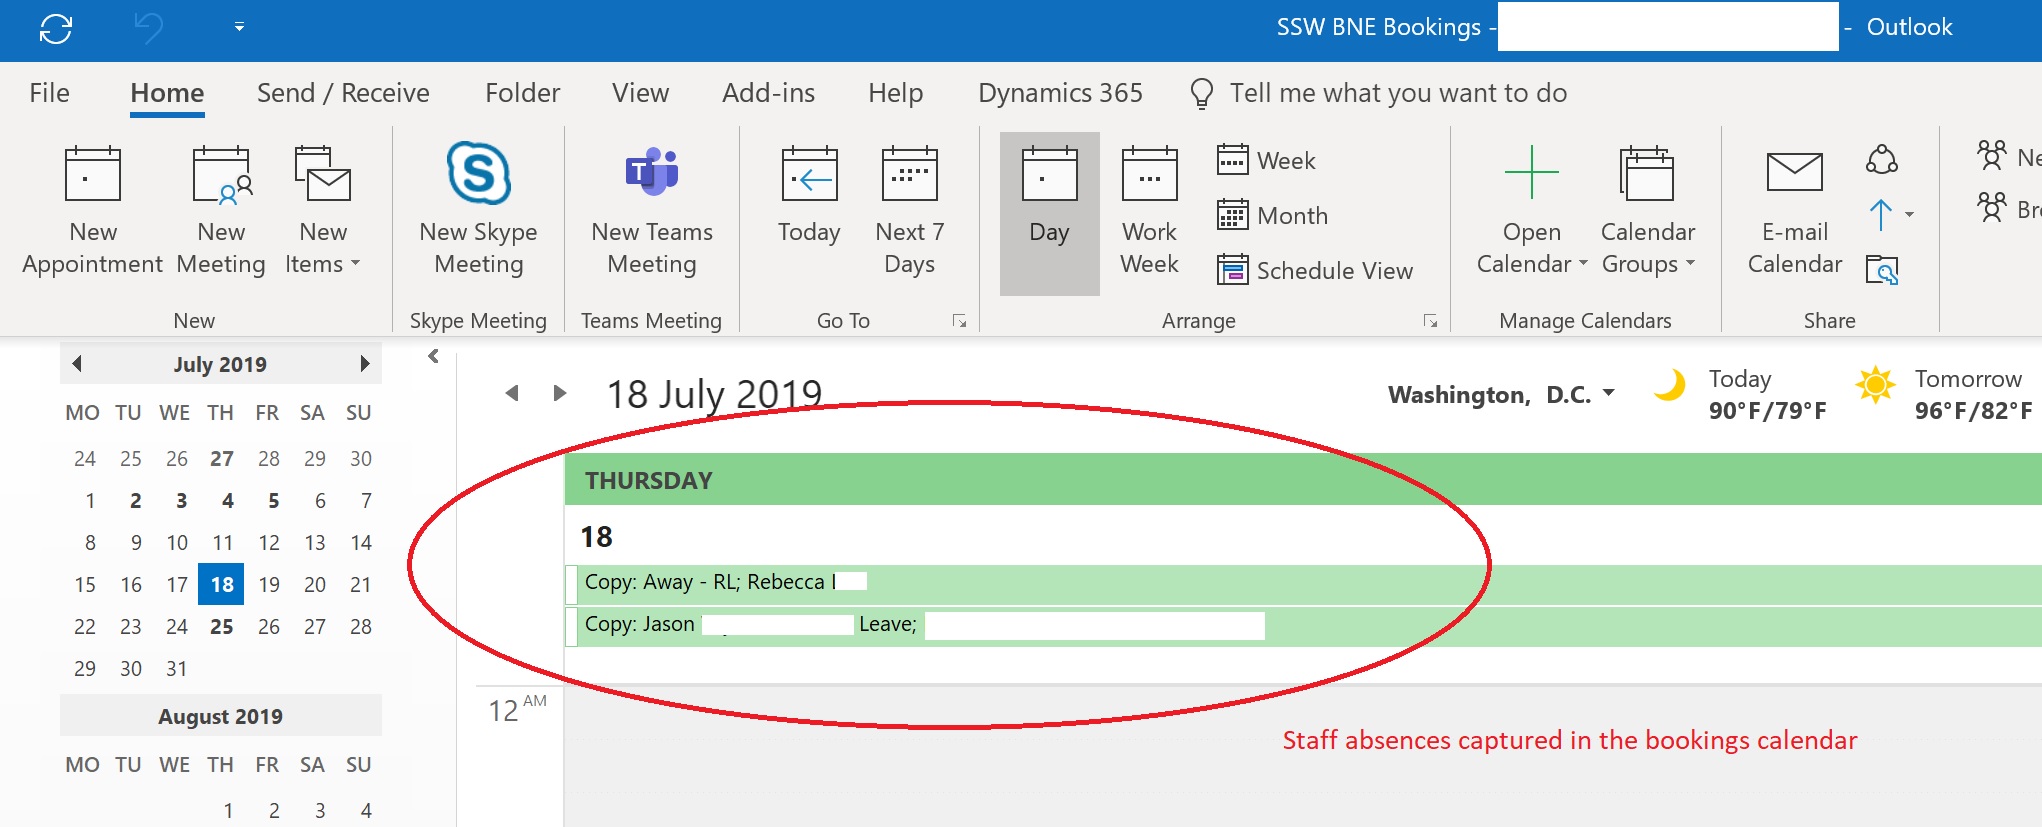 SSW BNE Bookings - - Outlook
File Home Send / Receive Folder View Add-ins Help Dynamics 365 Tell me what you want to do
New Appointment
New Meeting
New Items
New Skype Meeting
New Teams Meeting
Today
Next 7 Days
Day
Work Week
Week
Month
Schedule View
Open Calendar
Calendar Groups
E-mail Calendar
New Skype Meeting Teams Meeting Go To Arrange Manage Calendars Share
July 2019
MO TU WE TH FR SA SU
24 25 26 27 28 29 30
1 2 3 4 5 6 7
8 9 10 11 12 13 14
15 16 17 18 19 20 21
22 23 24 25 26 27 28
29 30 31
August 2019
MO TU WE TH FR SA SU
1 2 3 4
18 July 2019
Washington, D.C.
Today
90°F/79°F
Tomorrow
96°F/82°F
THURSDAY
18
Copy: Away - RL; Rebecca
Copy: Jason Leave;
12 AM
Staff absences captured in the bookings calendar